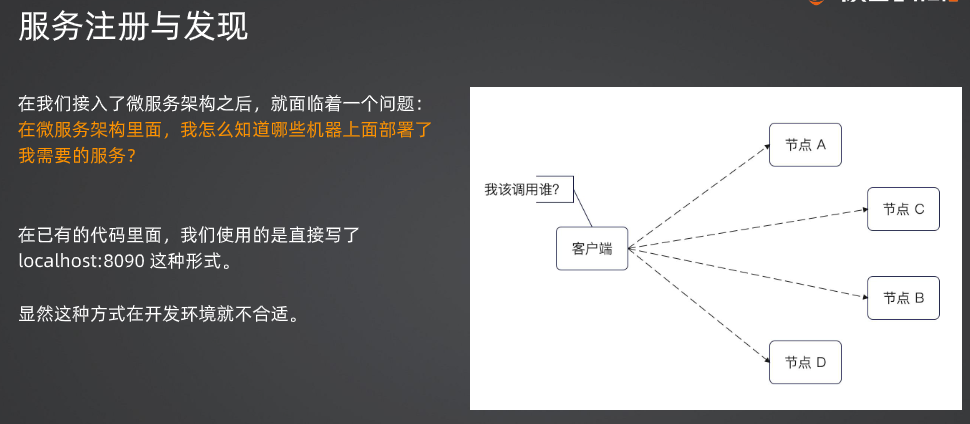 服务注册与发现
在我们接入了微服务架构之后，就面临着一个问题：
在微服务架构里面，我怎么知道哪些机器上面部署了
我需要的服务？
在已有的代码里面，我们使用的是直接写了
localhost:8090 这种形式。
显然这种方式在开发环境就不合适。
我该调用谁？
客户端
节点 A
节点 C
节点 B
节点 D